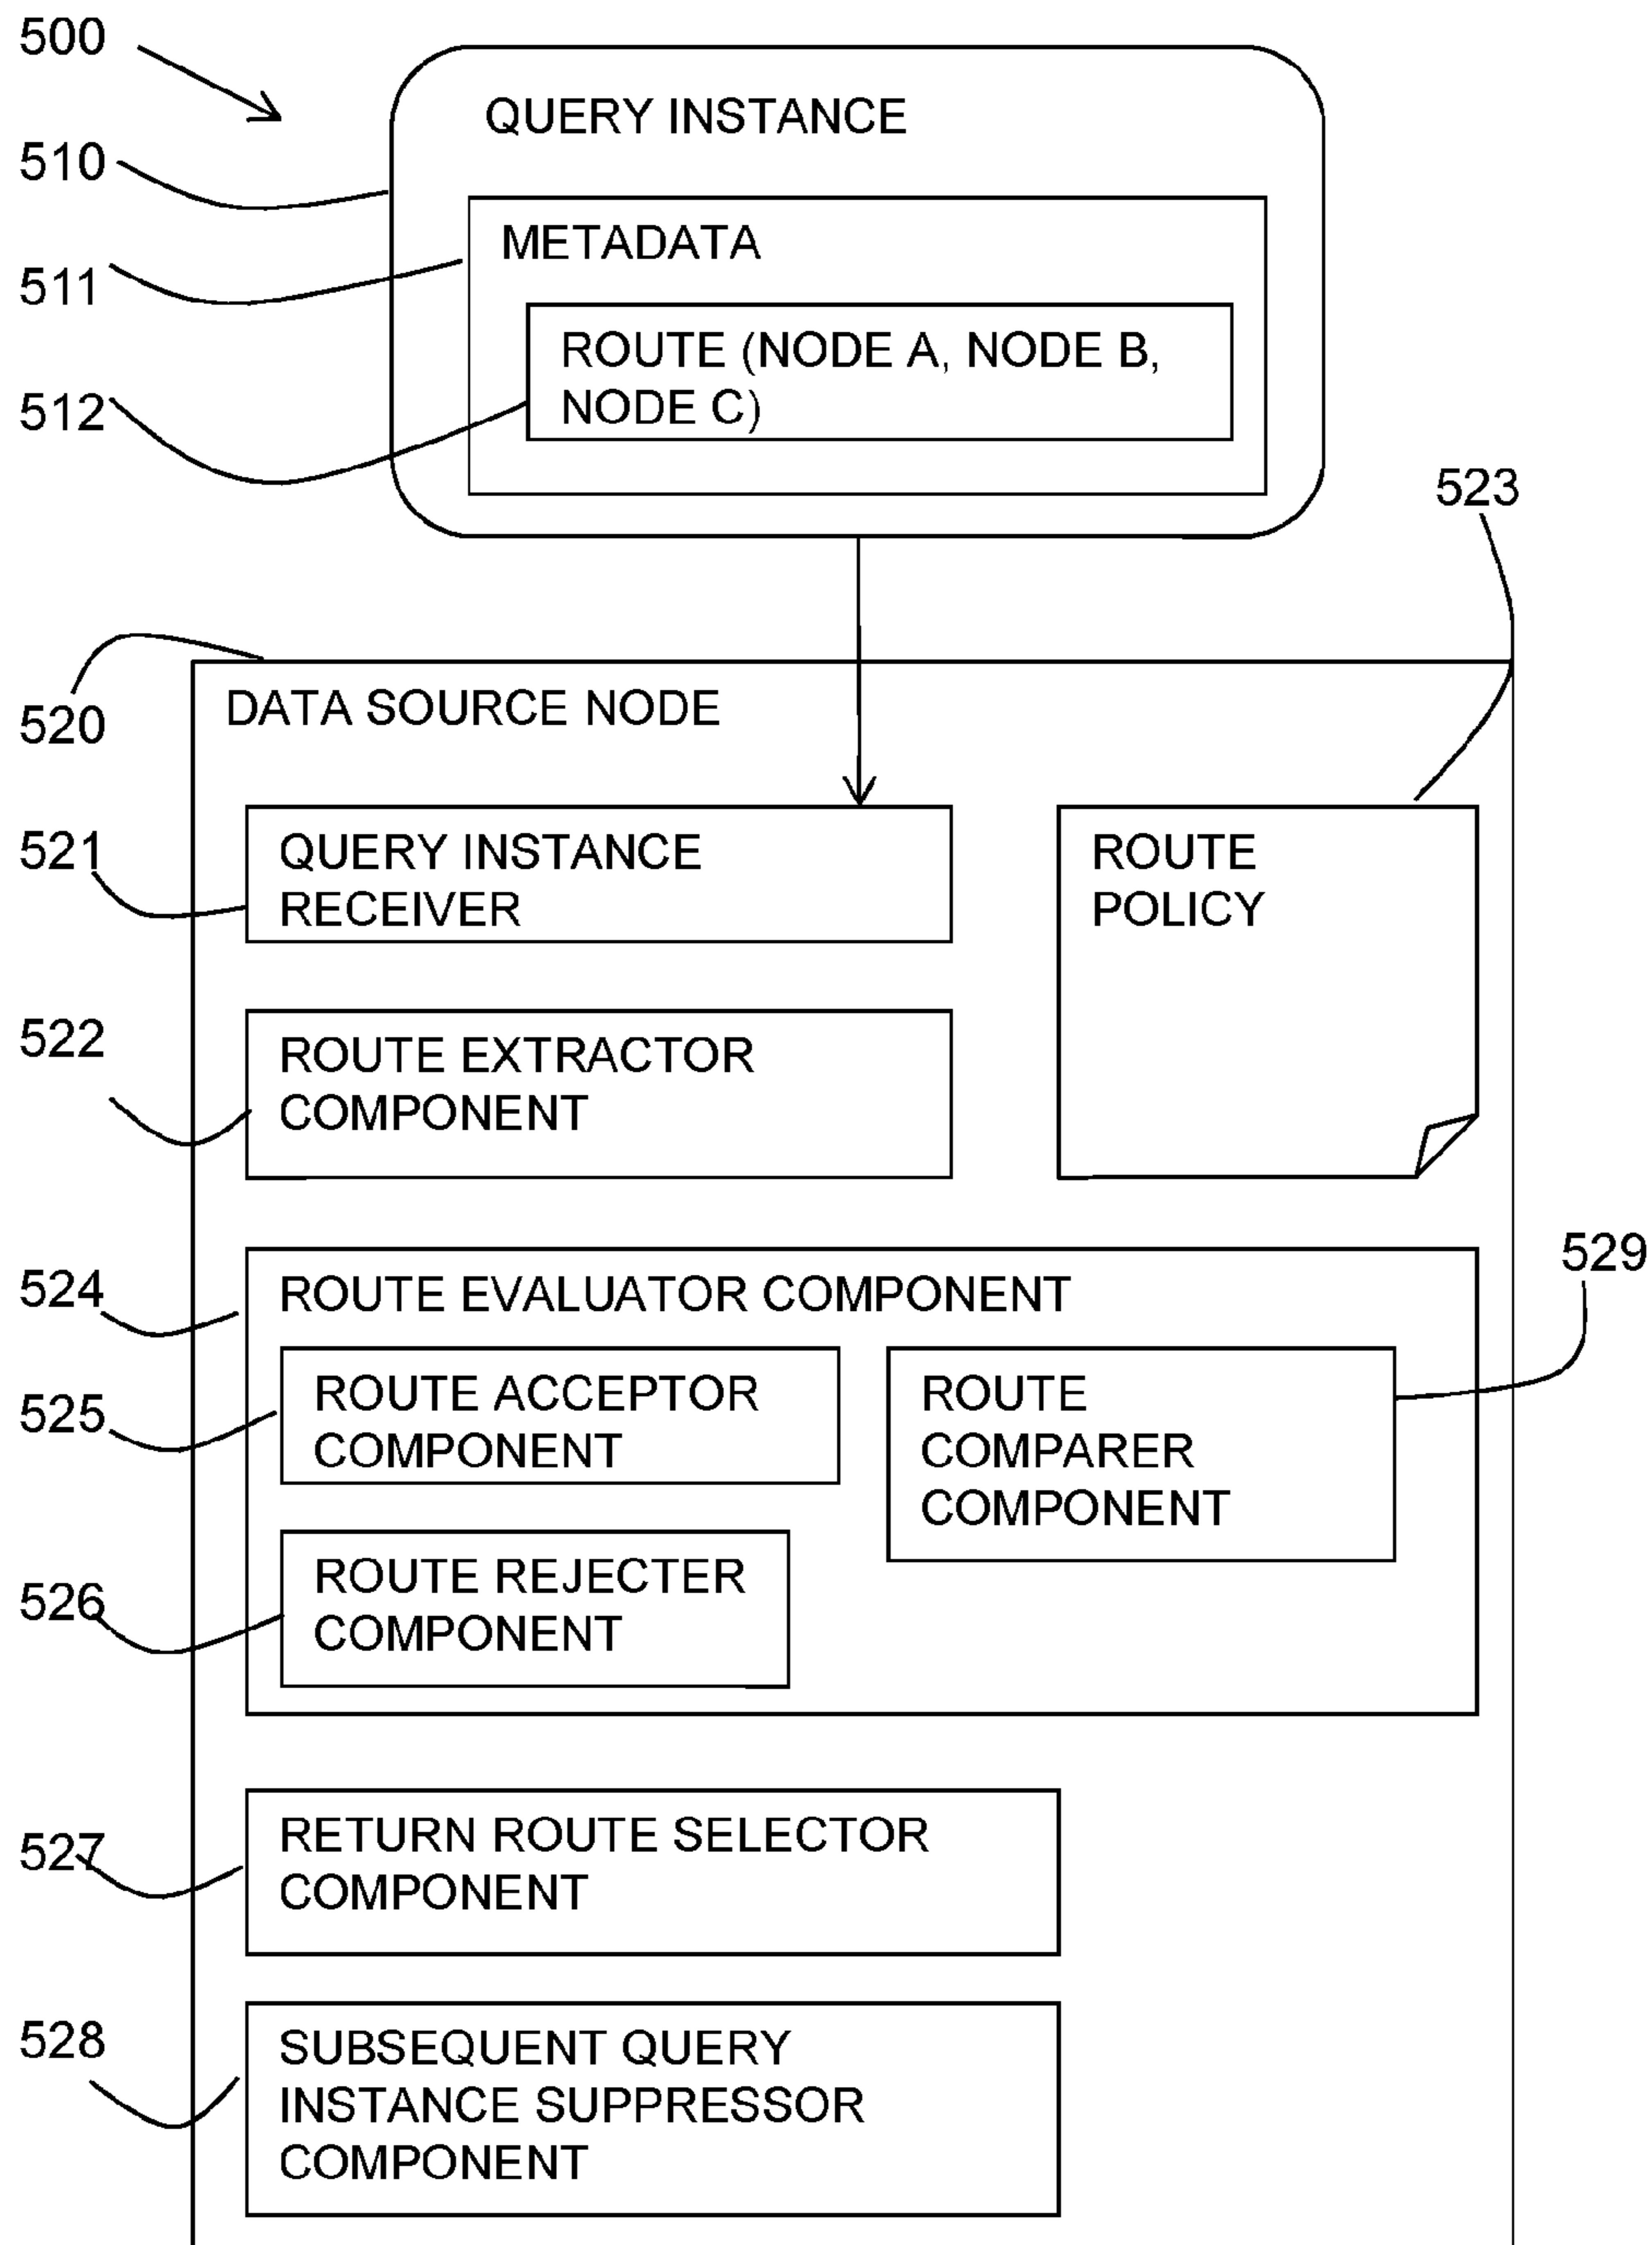 500
QUERY INSTANCE
510
METADATA
511
ROUTE (NODE A, NODE B,
NODE C)
512
523
520
DATA SOURCE NODE
521
QUERY INSTANCE
RECEIVER
ROUTE
POLICY
522
ROUTE EXTRACTOR
COMPONENT
529
524
ROUTE EVALUATOR COMPONENT
525
ROUTE ACCEPTOR
COMPONENT
ROUTE
COMPARER
COMPONENT
526
ROUTE REJECTER
COMPONENT
527
RETURN ROUTE SELECTOR
COMPONENT
528
SUBSEQUENT QUERY
INSTANCE SUPPRESSOR
COMPONENT